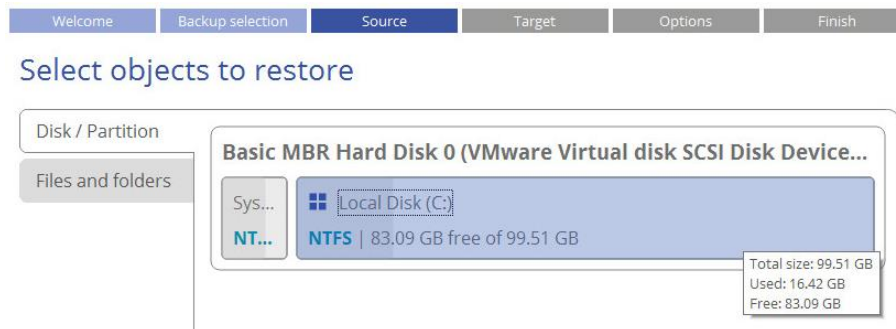 Welcome
Backup selection
Source
Target
Options
Finish
Select objects to restore
Disk / Partition
Files and folders
Basic MBR Hard Disk 0 (VMware Virtual disk SCSI Disk Device...
Sys...
NT...
Local Disk (C:)
NTFS | 83.09 GB free of 99.51 GB
Total size: 99.51 GB
Used: 16.42 GB
Free: 83.09 GB